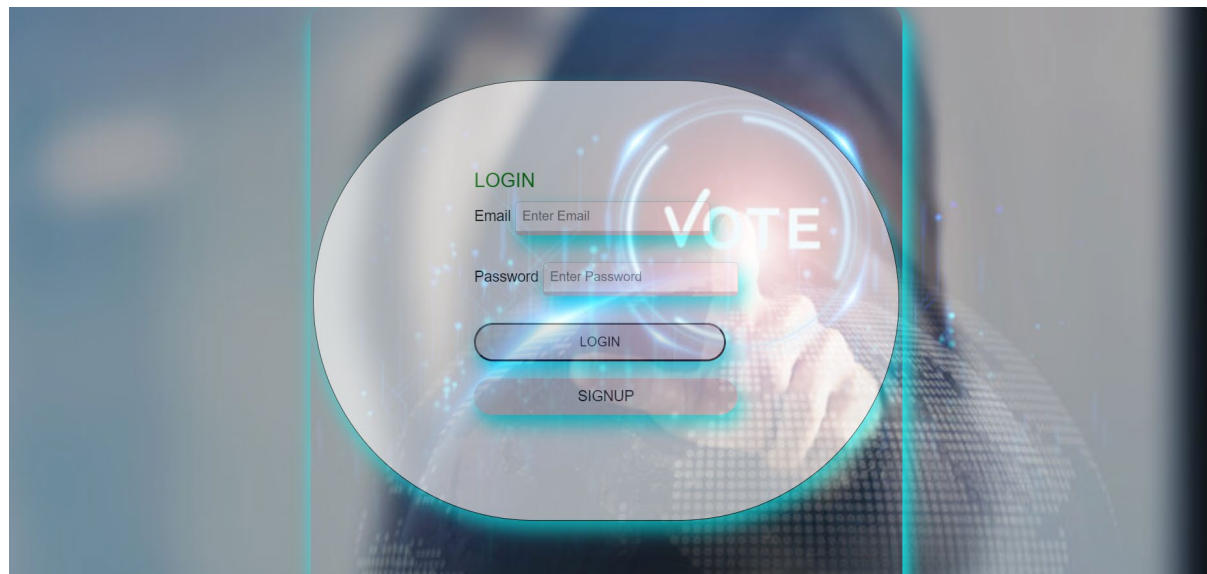 LOGIN
Email Enter Email
VOTE
Password Enter Password
LOGIN
SIGNUP